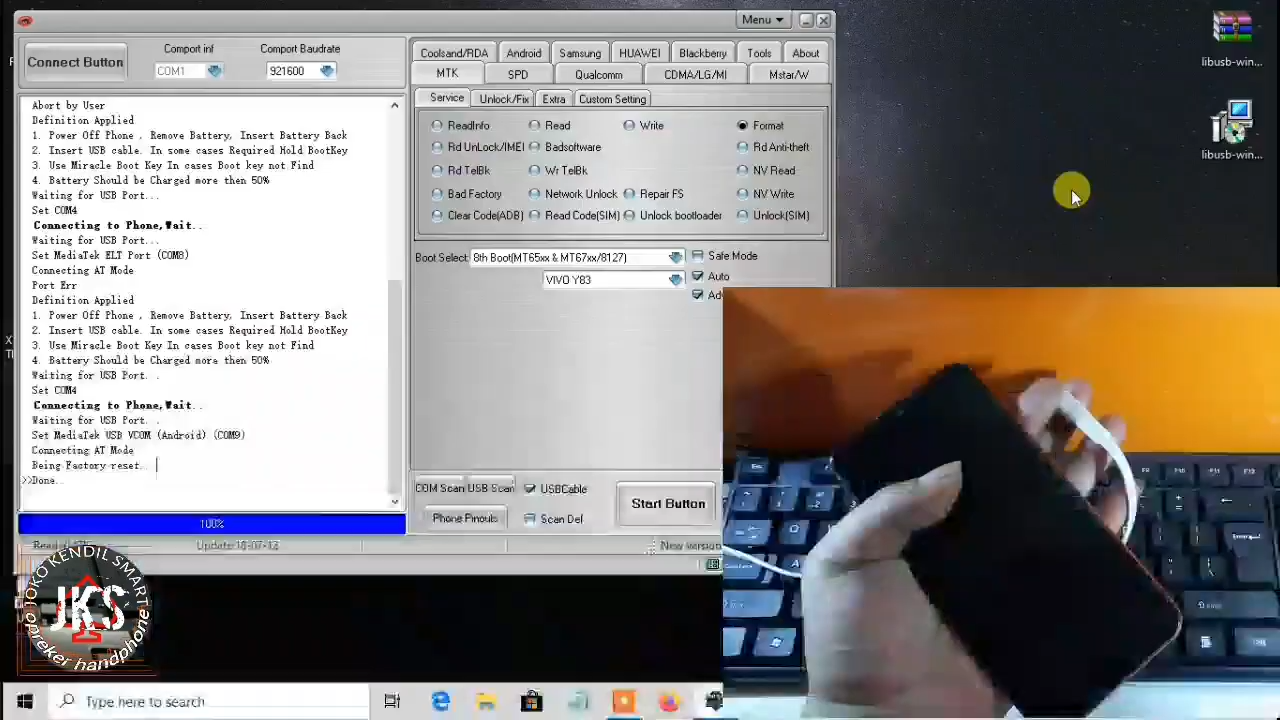 Menu
Connect Button
Comport inf
COM1
Comport Baudrate
921600
Abort by User
Definition Applied
1. Power Off Phone , Remove Battery, Insert Battery Back
2. Insert USB cable. In some cases Required Hold BootKey
3. Use Miracle Boot Key In cases Boot key not Find
4. Battery Should be Charged more then 50%
Waiting for USB Port...
Set COM4
Connecting to Phone,Wait..
Waiting for USB Port...
Set MediaTek ELT Port (COM8)
Connecting AT Mode
Port Err
Definition Applied
1. Power Off Phone , Remove Battery, Insert Battery Back
2. Insert USB cable. In some cases Required Hold BootKey
3. Use Miracle Boot Key In cases Boot key not Find
4. Battery Should be Charged more then 50%
Waiting for USB Port. .
Set COM4
Connecting to Phone,Wait..
Waiting for USB Port. .
Set MediaTek USB VCOM (Android) (COM9)
Connecting AT Mode
Being Factory reset.
>>Done.
100%
Update:
New version
Coolsand/RDA Android Samsung HUAWEI Blackberry Tools About
MTK SPD Qualcomm CDMA/LG/MI Mstar/W
Service Unlock/Fix Extra Custom Setting
ReadInfo Read Write Format
Rd UnLock/IMEI Badsoftware Rd Anti-theft
Rd TelBk Wr TelBk NV Read
Bad Factory Network Unlock Repair FS NV Write
Clear Code(ADB) Read Code(SIM) Unlock bootloader Unlock(SIM)
Boot Select: 8th Boot(MT65xx & MT67xx/8127) Safe Mode
VIVO Y83 Auto
COM Scan USB Scan USBCable
Phone Pinouts Scan Def
Start Button
libusb-win...
libusb-win...
JOKO KENDIL SMART
JKS
Type here to search